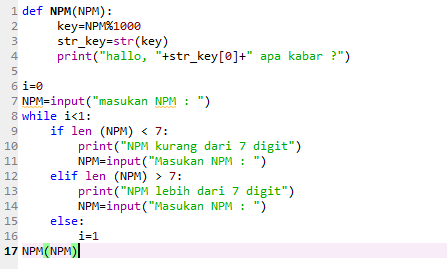 1 def NPM(NPM):
2 key=NPM%1000
3 str_key=str(key)
4 print("hallo, "+str_key[0]+" apa kabar ?")
5
6 i=0
7 NPM=input("masukan NPM : ")
8 while i<1:
9 if len (NPM) < 7:
10 print("NPM kurang dari 7 digit")
11 NPM=input("Masukan NPM : ")
12 elif len (NPM) > 7:
13 print("NPM lebih dari 7 digit")
14 NPM=input("Masukan NPM : ")
15 else:
16 i=1
17 NPM(NPM)